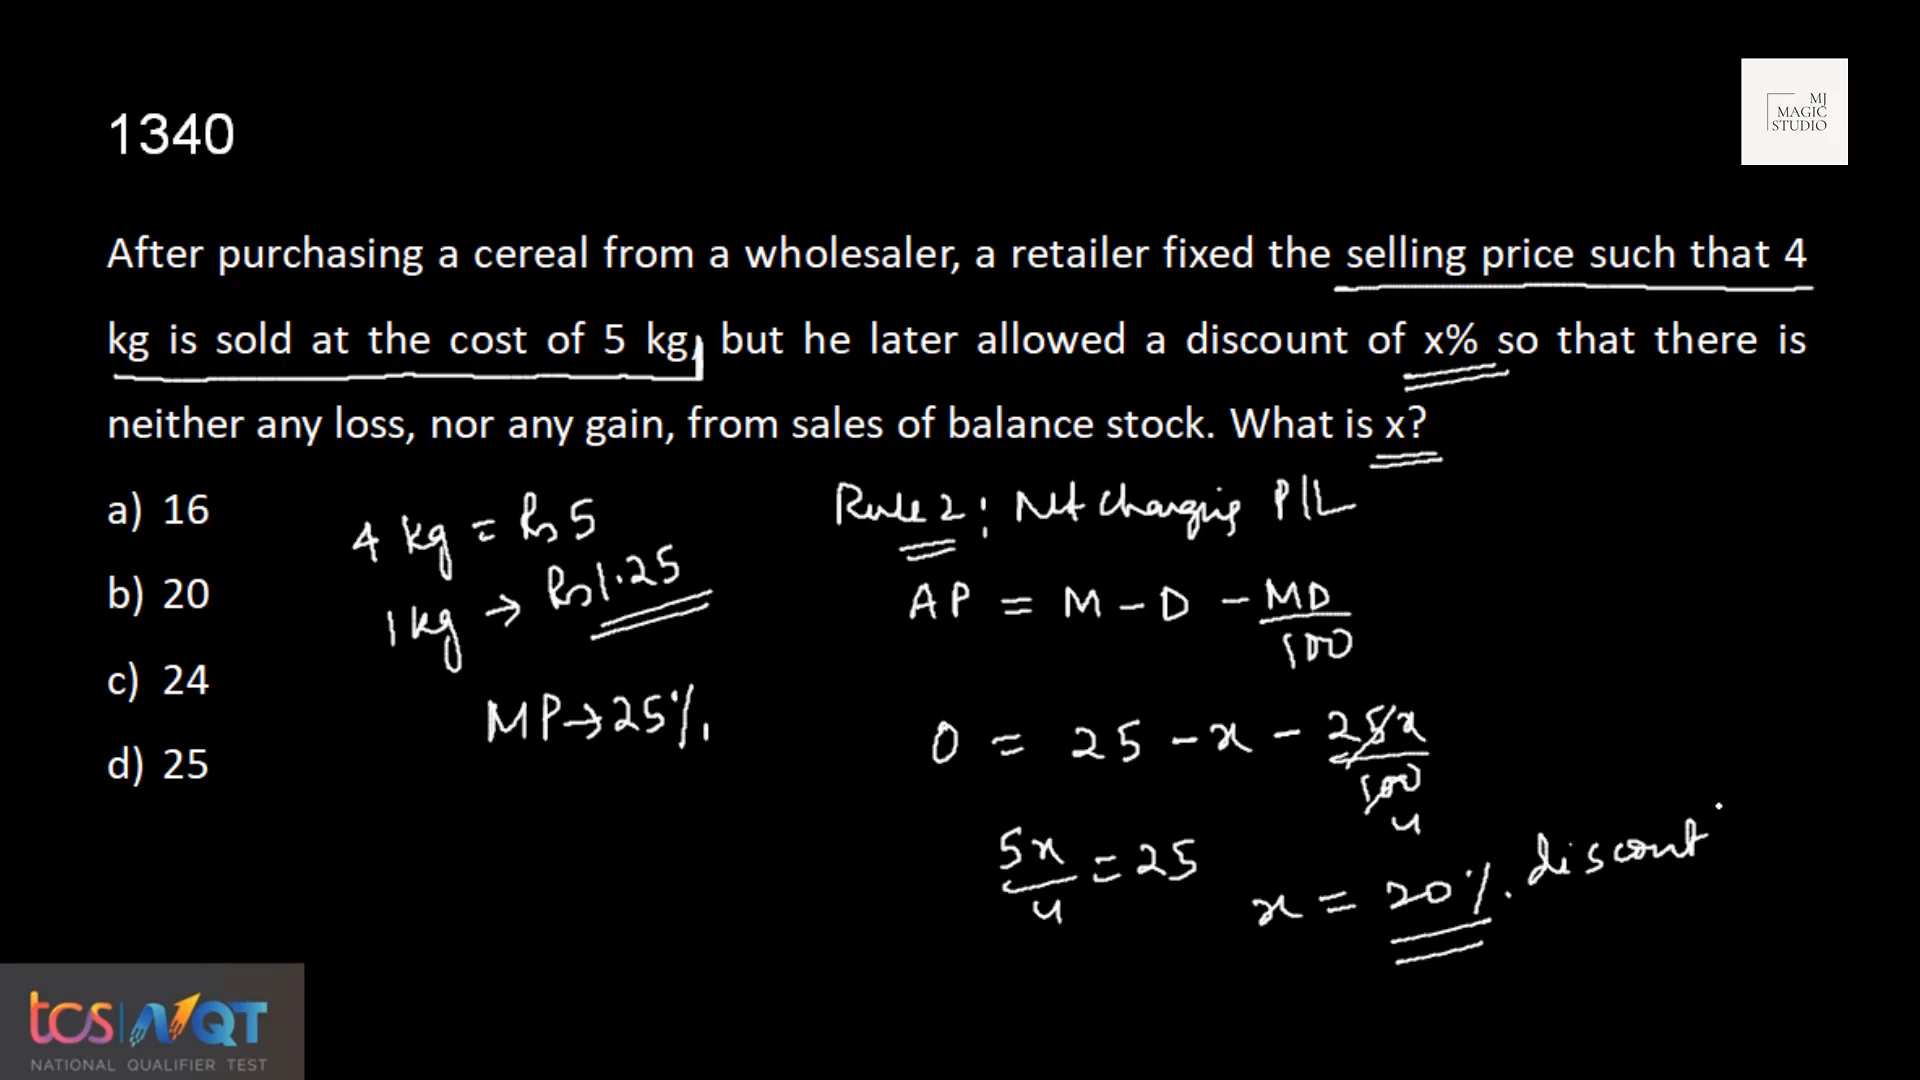 MJ
MAGIC
STUDIO
1340
After purchasing a cereal from a wholesaler, a retailer fixed the selling price such that 4
kg is sold at the cost of 5 kg, but he later allowed a discount of x% so that there is
neither any loss, nor any gain, from sales of balance stock. What is x?
a) 16
b) 20
c) 24
d) 25
4 kg = Rs 5
1 kg → Rs 1.25
MP → 25%
Rule 2 : Net Changing P|L
AP = M - D - MD/100
0 = 25 - x - 25x/100
4
5x/4 = 25
x = 20% discount
tcs | NQT
NATIONAL QUALIFIER TEST